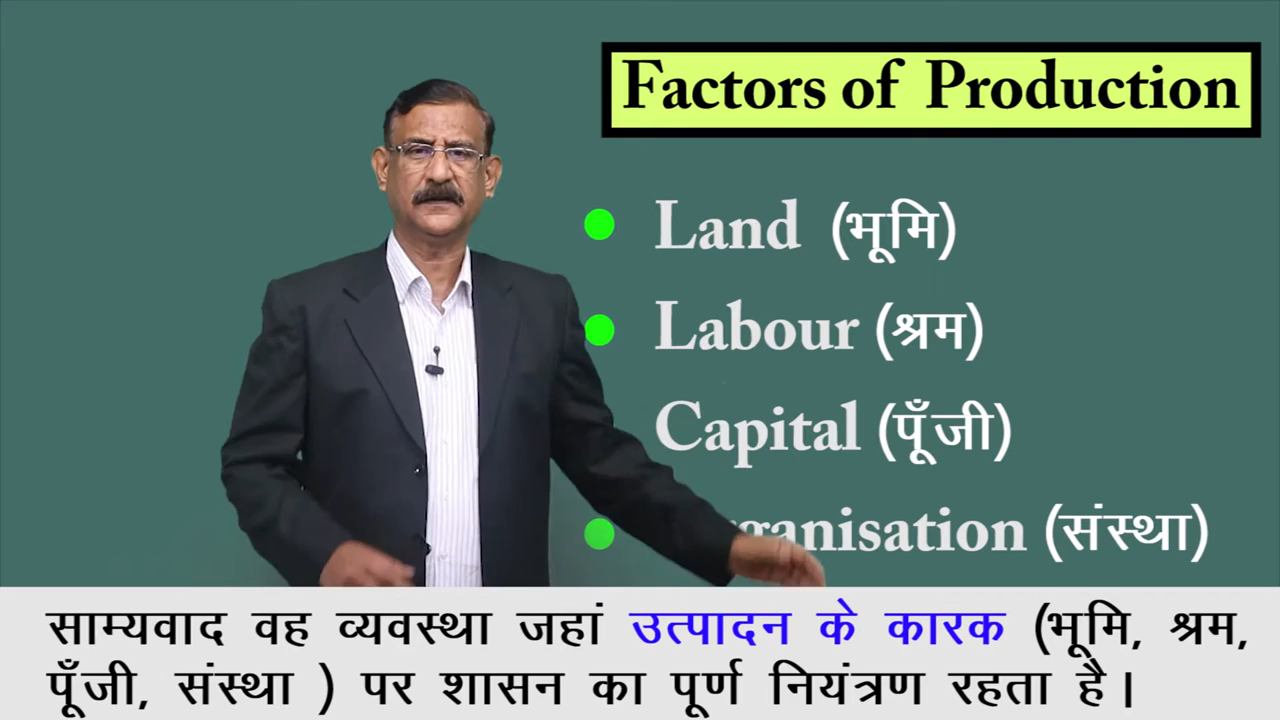 Factors of Production
Land (भूमि)
Labour (श्रम)
Capital (पूँजी)
(संस्था)
साम्यवाद वह व्यवस्था जहां उत्पादन के कारक (भूमि, श्रम,
पूँजी, संस्था ) पर शासन का पूर्ण नियंत्रण रहता है।